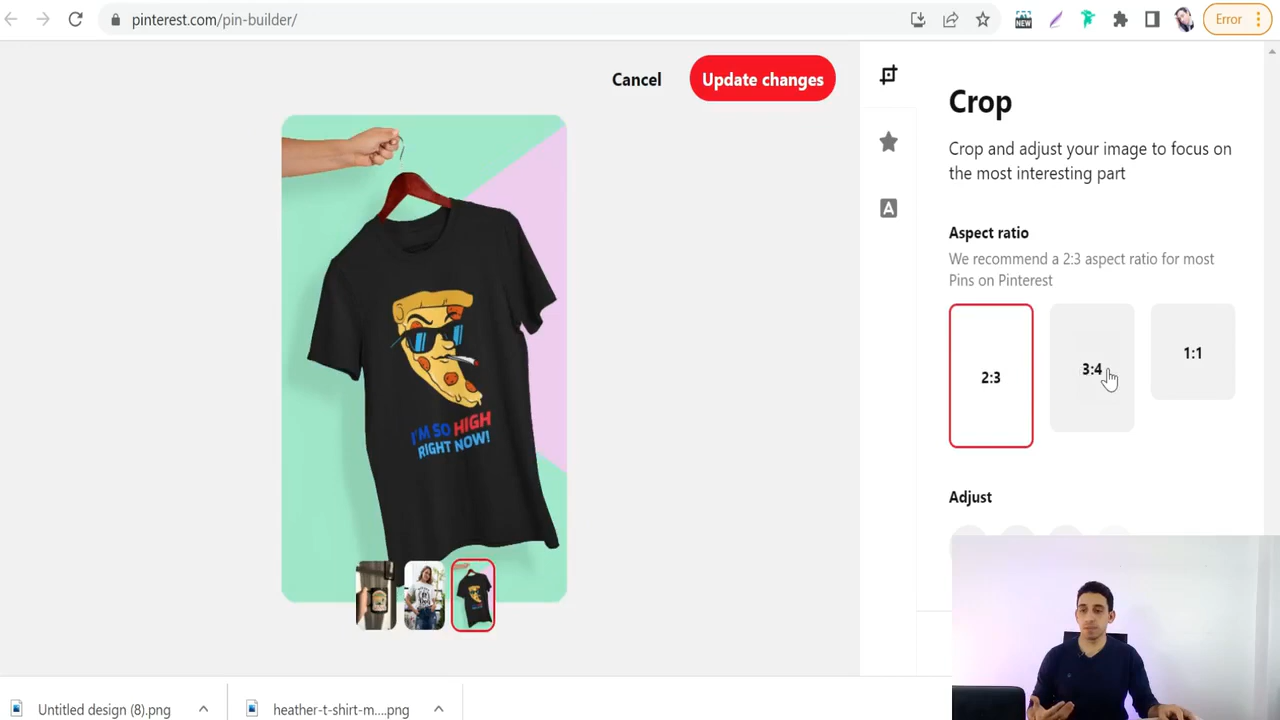 pinterest.com/pin-builder/
NEW
Error
Cancel
Update changes
Crop
Crop and adjust your image to focus on
the most interesting part
A
Aspect ratio
We recommend a 2:3 aspect ratio for most
Pins on Pinterest
2:3
3:4
1:1
I'M SO HIGH
RIGHT NOW!
Adjust
Untitled design (8).png
heather-t-shirt-m....png